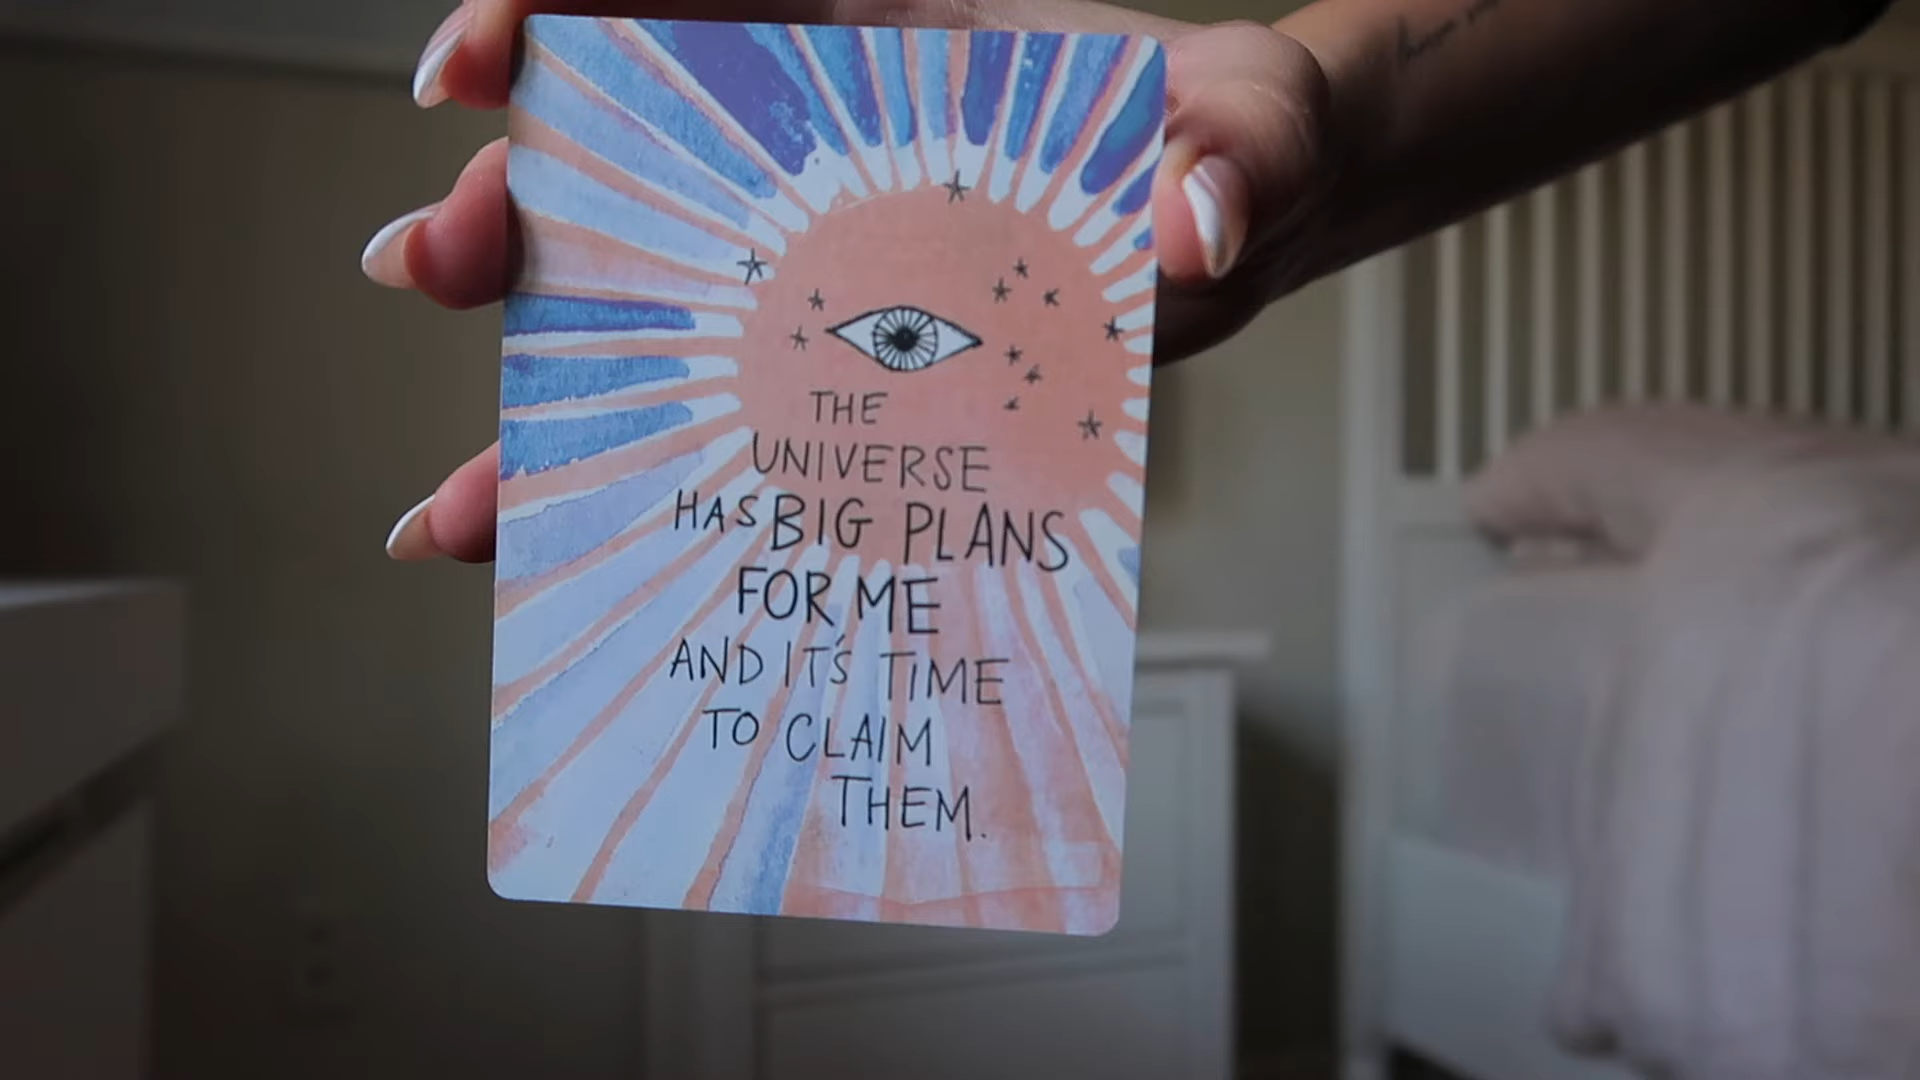 THE
UNIVERSE
HAS BIG PLANS
FOR ME
AND IT'S TIME
TO CLAIM
THEM.